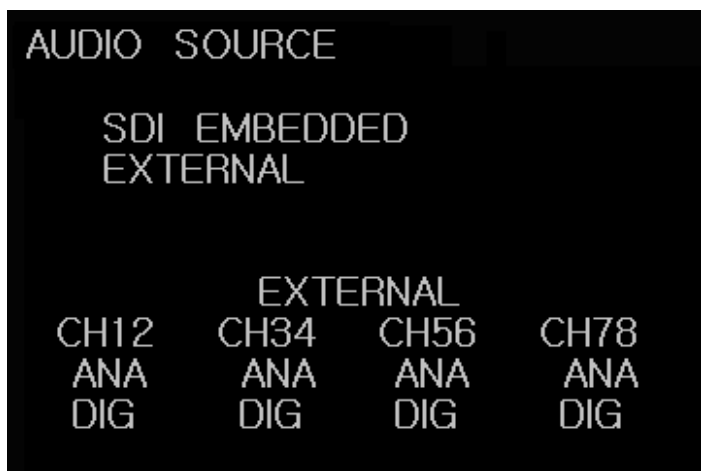 AUDIO SOURCE
SDI EMBEDDED
EXTERNAL
EXTERNAL
CH12 CH34 CH56 CH78
ANA ANA ANA ANA
DIG DIG DIG DIG